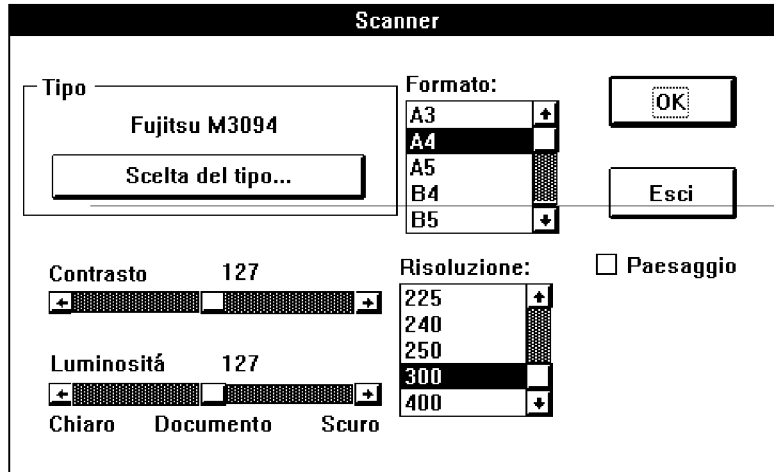 Scanner
Tipo
Fujitsu M3094
Scelta del tipo...
Formato:
A3
A4
A5
B4
B5
OK
Esci
Contrasto 127
Luminositá 127
Chiaro Documento Scuro
Risoluzione:
225
240
250
300
400
Paesaggio